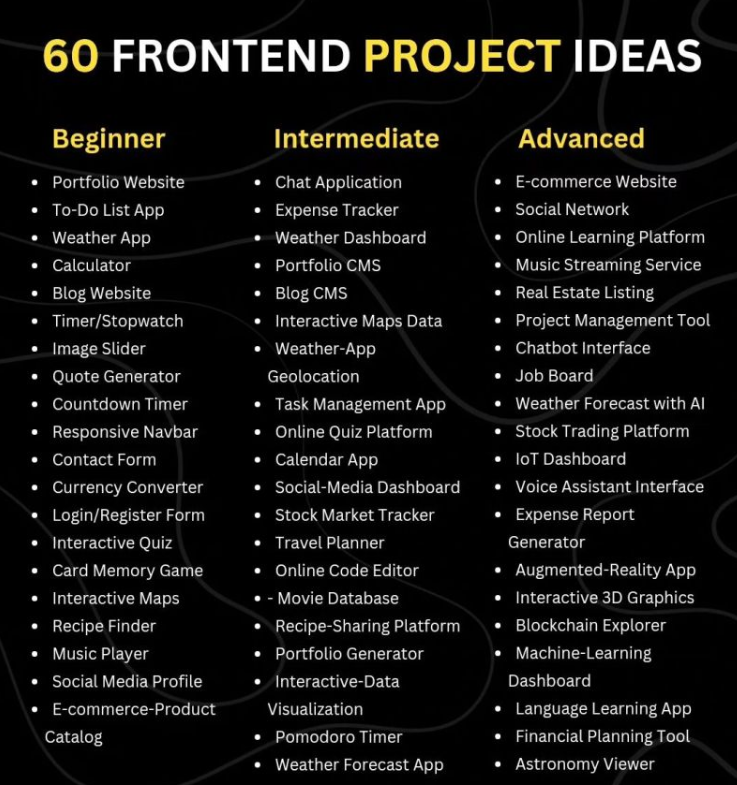 60 FRONTEND PROJECT IDEAS
Beginner
• Portfolio Website
• To-Do List App
• Weather App
• Calculator
• Blog Website
• Timer/Stopwatch
• Image Slider
• Quote Generator
• Countdown Timer
• Responsive Navbar
• Contact Form
• Currency Converter
• Login/Register Form
• Interactive Quiz
• Card Memory Game
• Interactive Maps
• Recipe Finder
• Music Player
• Social Media Profile
• E-commerce-Product
Catalog
Intermediate
• Chat Application
• Expense Tracker
• Weather Dashboard
• Portfolio CMS
• Blog CMS
• Interactive Maps Data
• Weather-App
Geolocation
• Task Management App
• Online Quiz Platform
• Calendar App
• Social-Media Dashboard
• Stock Market Tracker
• Travel Planner
• Online Code Editor
• - Movie Database
• Recipe-Sharing Platform
• Portfolio Generator
• Interactive-Data
Visualization
• Pomodoro Timer
• Weather Forecast App
Advanced
• E-commerce Website
• Social Network
• Online Learning Platform
• Music Streaming Service
• Real Estate Listing
• Project Management Tool
• Chatbot Interface
• Job Board
• Weather Forecast with AI
• Stock Trading Platform
• IoT Dashboard
• Voice Assistant Interface
• Expense Report
Generator
• Augmented-Reality App
• Interactive 3D Graphics
• Blockchain Explorer
• Machine-Learning
Dashboard
• Language Learning App
• Financial Planning Tool
• Astronomy Viewer